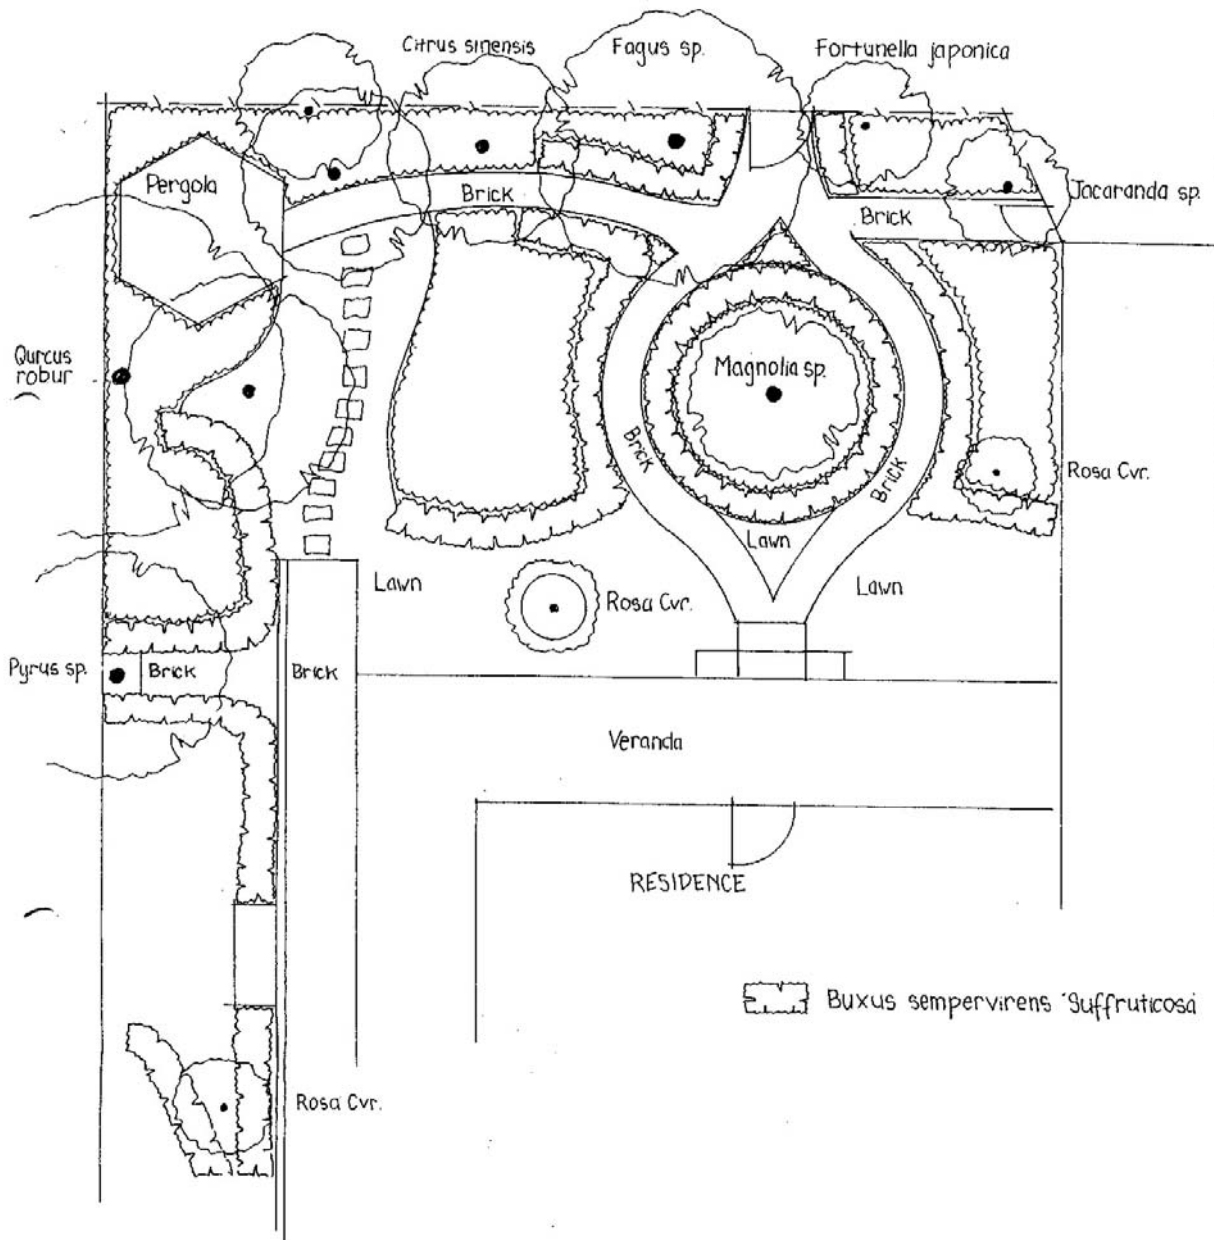 Citrus sinensis
Fagus sp.
Fortunella japonica
Pergola
Brick
Brick
Jacaranda sp.
Qurcus
robur
Magnolia sp.
Brick
Brick
Rosa Cvr.
Lawn
Lawn
Rosa Cvr.
Lawn
Pyrus sp.
Brick
Brick
Veranda
RESIDENCE
Buxus sempervirens 'Suffruticosa
Rosa Cvr.